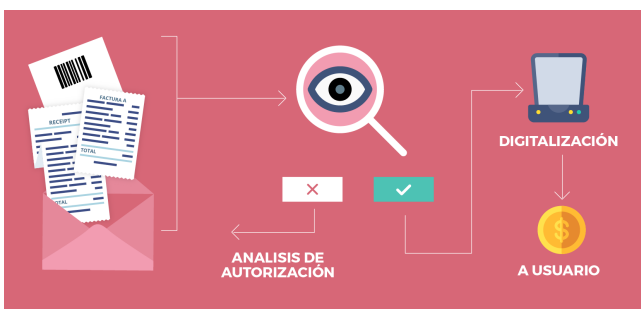 FACTURA A
RECEIPT
TOTAL
TOTAL
ANALISIS DE
AUTORIZACIÓN
DIGITALIZACIÓN
$
A USUARIO